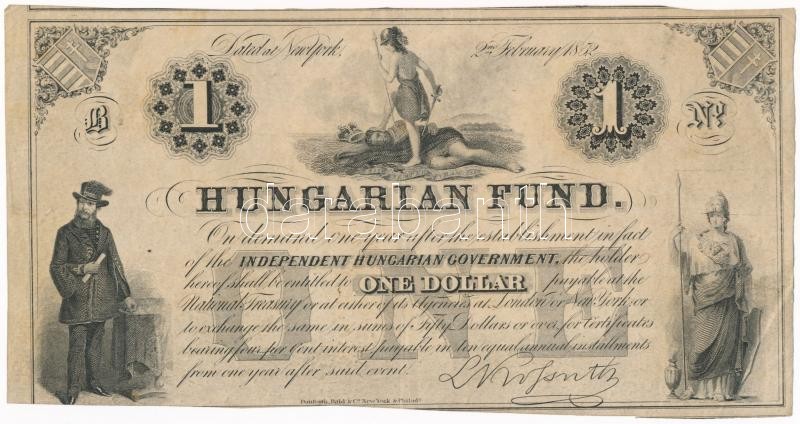 Dated at New York, 2nd February 1852
1 1
B No
HUNGARIAN FUND.
On demand one year after the establishment in fact
of the INDEPENDENT HUNGARIAN GOVERNMENT, the holder
hereof shall be entitled to ONE DOLLAR payable at the
National Treasury or at either of its Agencies at London or New York, or
to exchange the same in sums of Fifty Dollars or over, for Certificates
bearing four per Cent interest payable in ten equal annual installments
from one year after said event.
L Kossuth
Danforth, Bald & Co. New York & Philada.
darabanth
ONE